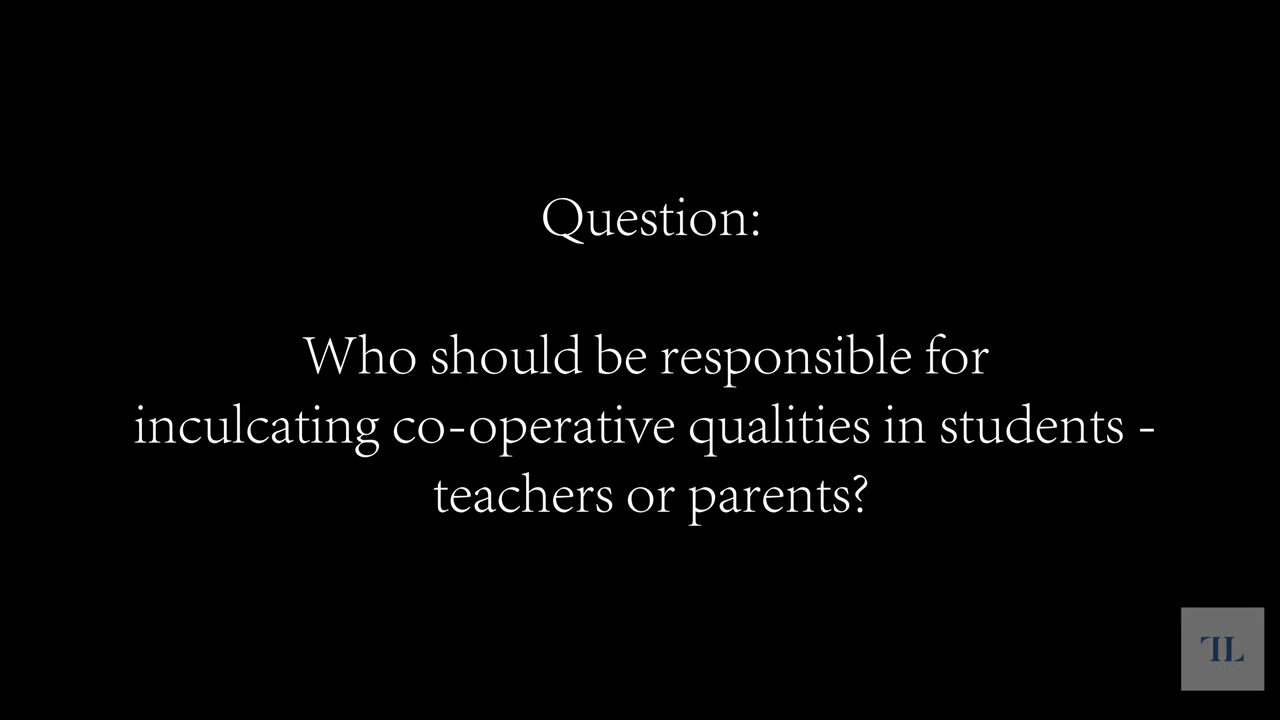 Question:
Who should be responsible for
inculcating co-operative qualities in students -
teachers or parents?
TL